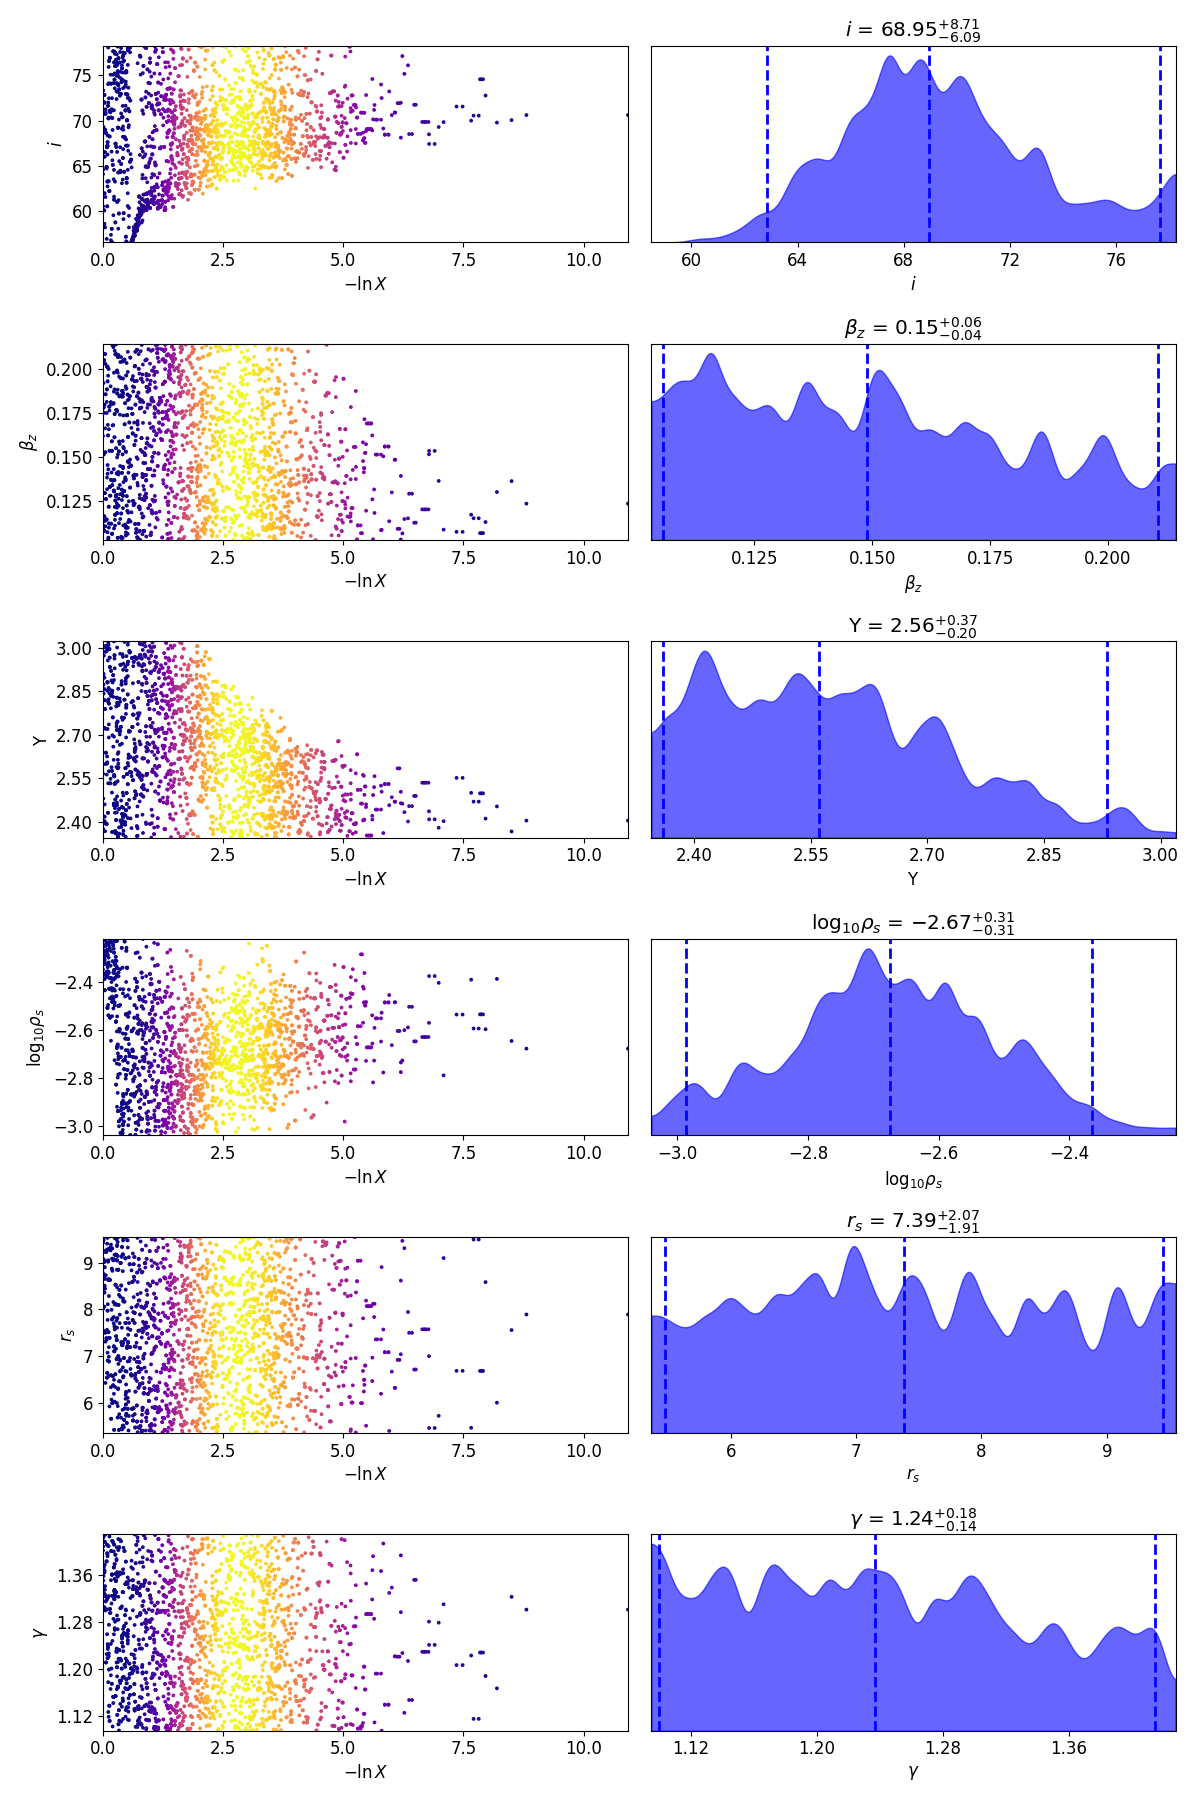 i = 68.95 +8.71 −6.09
75
70
65
60
i
0.0 2.5 5.0 7.5 10.0
−ln X
60 64 68 72 76
i
β_z = 0.15 +0.06 −0.04
0.200
0.175
0.150
0.125
β_z
0.0 2.5 5.0 7.5 10.0
−ln X
0.125 0.150 0.175 0.200
β_z
Y = 2.56 +0.37 −0.20
3.00
2.85
2.70
2.55
2.40
Y
0.0 2.5 5.0 7.5 10.0
−ln X
2.40 2.55 2.70 2.85 3.00
Y
log₁₀ρ_s = −2.67 +0.31 −0.31
−2.4
−2.6
−2.8
−3.0
log₁₀ρ_s
0.0 2.5 5.0 7.5 10.0
−ln X
−3.0 −2.8 −2.6 −2.4
log₁₀ρ_s
r_s = 7.39 +2.07 −1.91
9
8
7
6
r_s
0.0 2.5 5.0 7.5 10.0
−ln X
6 7 8 9
r_s
γ = 1.24 +0.18 −0.14
1.36
1.28
1.20
1.12
γ
0.0 2.5 5.0 7.5 10.0
−ln X
1.12 1.20 1.28 1.36
γ